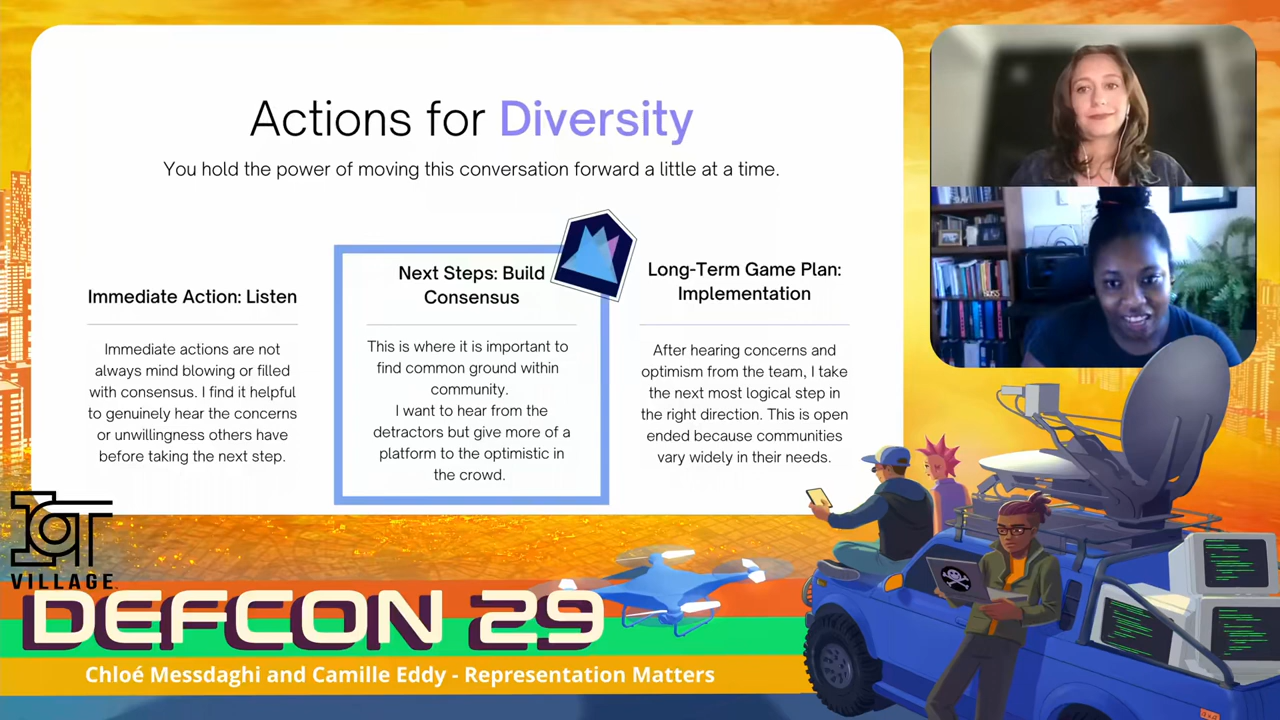 Actions for Diversity
You hold the power of moving this conversation forward a little at a time.
Immediate Action: Listen
Immediate actions are not
always mind blowing or filled
with consensus. I find it helpful
to genuinely hear the concerns
or unwillingness others have
before taking the next step.
Next Steps: Build
Consensus
This is where it is important to
find common ground within
community.
I want to hear from the
detractors but give more of a
platform to the optimistic in
the crowd.
Long-Term Game Plan:
Implementation
After hearing concerns and
optimism from the team, I take
the next most logical step in
the right direction. This is open
ended because communities
vary widely in their needs.
IoT
VILLAGE
DEFCON 29
Chloé Messdaghi and Camille Eddy - Representation Matters